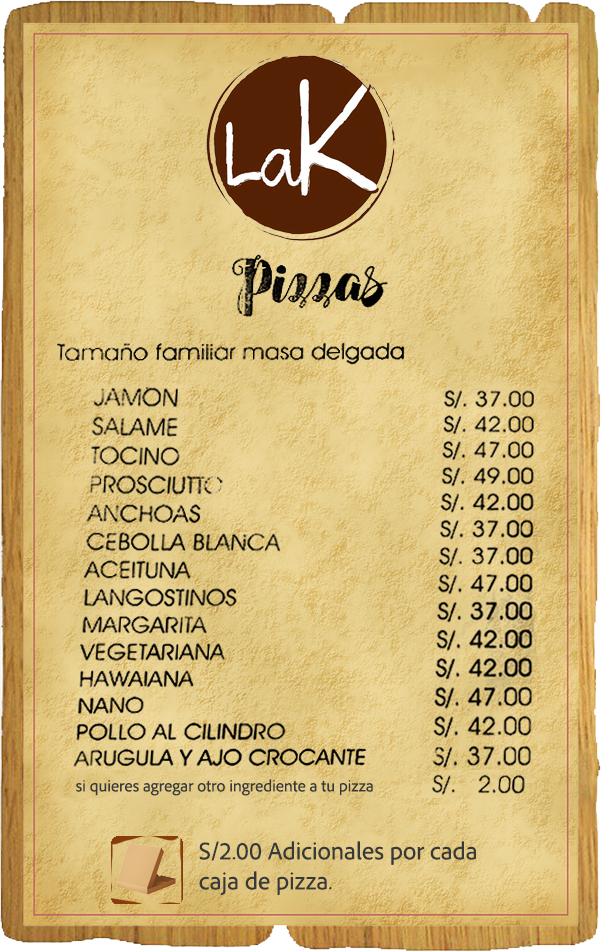 LaK
Pizzas
Tamaño familiar masa delgada
JAMÓN S/. 37.00
SALAME S/. 42.00
TOCINO S/. 47.00
PROSCIUTTO S/. 49.00
ANCHOAS S/. 42.00
CEBOLLA BLANCA S/. 37.00
ACEITUNA S/. 37.00
LANGOSTINOS S/. 47.00
MARGARITA S/. 37.00
VEGETARIANA S/. 42.00
HAWAIANA S/. 42.00
NANO S/. 47.00
POLLO AL CILINDRO S/. 42.00
ARUGULA Y AJO CROCANTE S/. 37.00
si quieres agregar otro ingrediente a tu pizza S/. 2.00
S/2.00 Adicionales por cada
caja de pizza.